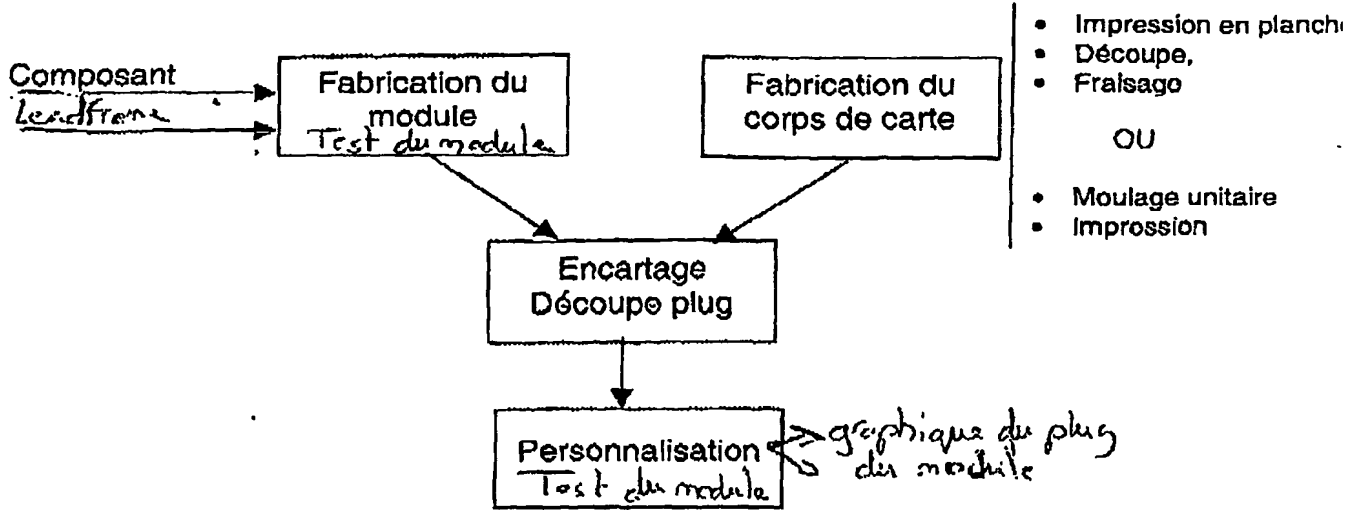 Composant
Leadframe
Fabrication du
module
Test du module
Fabrication du
corps de carte
• Impression en planch
• Découpe,
• Fraisago
OU
• Moulage unitaire
• Improssion
Encartage
Découpe plug
Personnalisation
Test du module
graphique du plug
du module